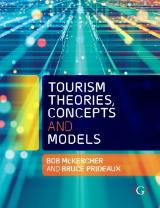 TOURISM
THEORIES,
CONCEPTS
AND
MODELS
BOB McKERCHER
AND BRUCE PRIDEAUX
G